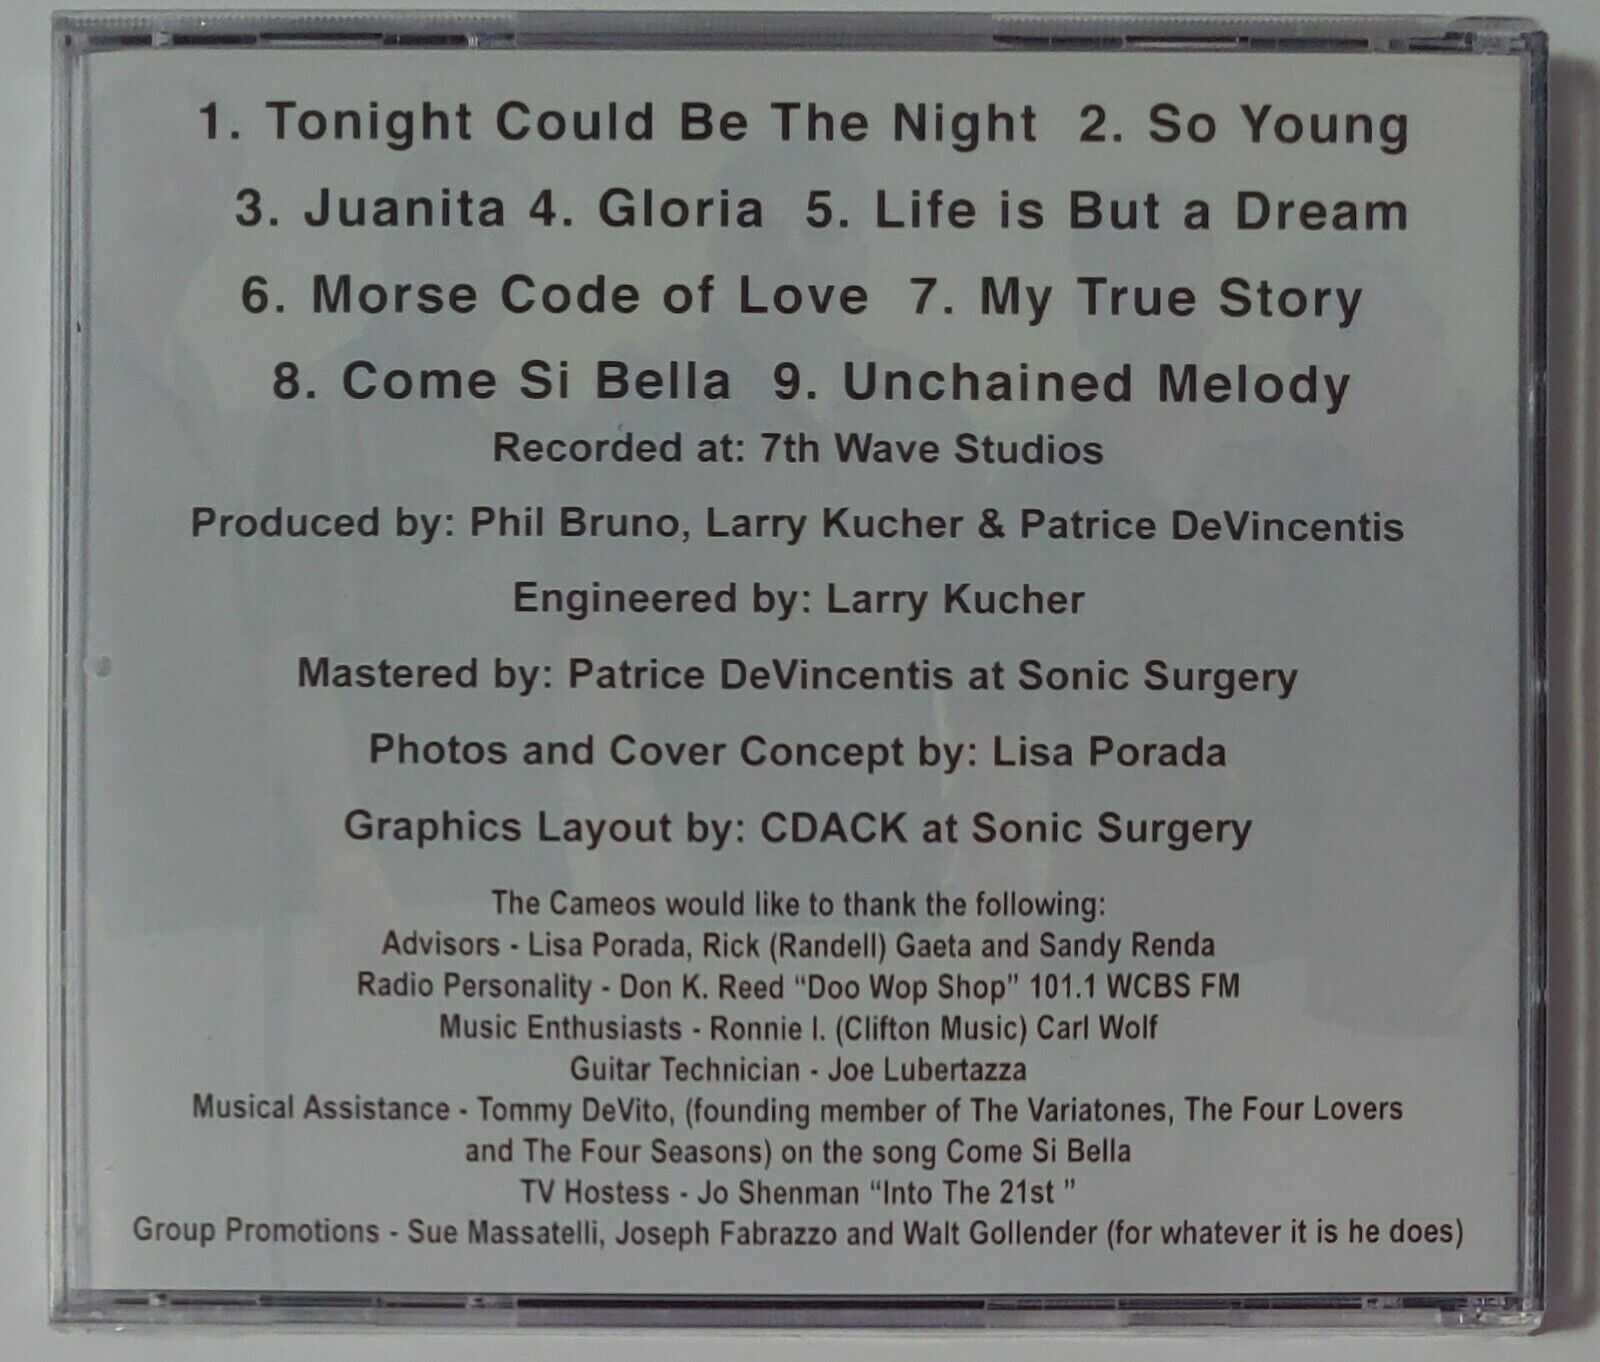 1. Tonight Could Be The Night 2. So Young
3. Juanita 4. Gloria 5. Life is But a Dream
6. Morse Code of Love 7. My True Story
8. Come Si Bella 9. Unchained Melody
Recorded at: 7th Wave Studios
Produced by: Phil Bruno, Larry Kucher & Patrice DeVincentis
Engineered by: Larry Kucher
Mastered by: Patrice DeVincentis at Sonic Surgery
Photos and Cover Concept by: Lisa Porada
Graphics Layout by: CDACK at Sonic Surgery
The Cameos would like to thank the following:
Advisors - Lisa Porada, Rick (Randell) Gaeta and Sandy Renda
Radio Personality - Don K. Reed “Doo Wop Shop” 101.1 WCBS FM
Music Enthusiasts - Ronnie I. (Clifton Music) Carl Wolf
Guitar Technician - Joe Lubertazza
Musical Assistance - Tommy DeVito, (founding member of The Variatones, The Four Lovers
and The Four Seasons) on the song Come Si Bella
TV Hostess - Jo Shenman “Into The 21st ”
Group Promotions - Sue Massatelli, Joseph Fabrazzo and Walt Gollender (for whatever it is he does)